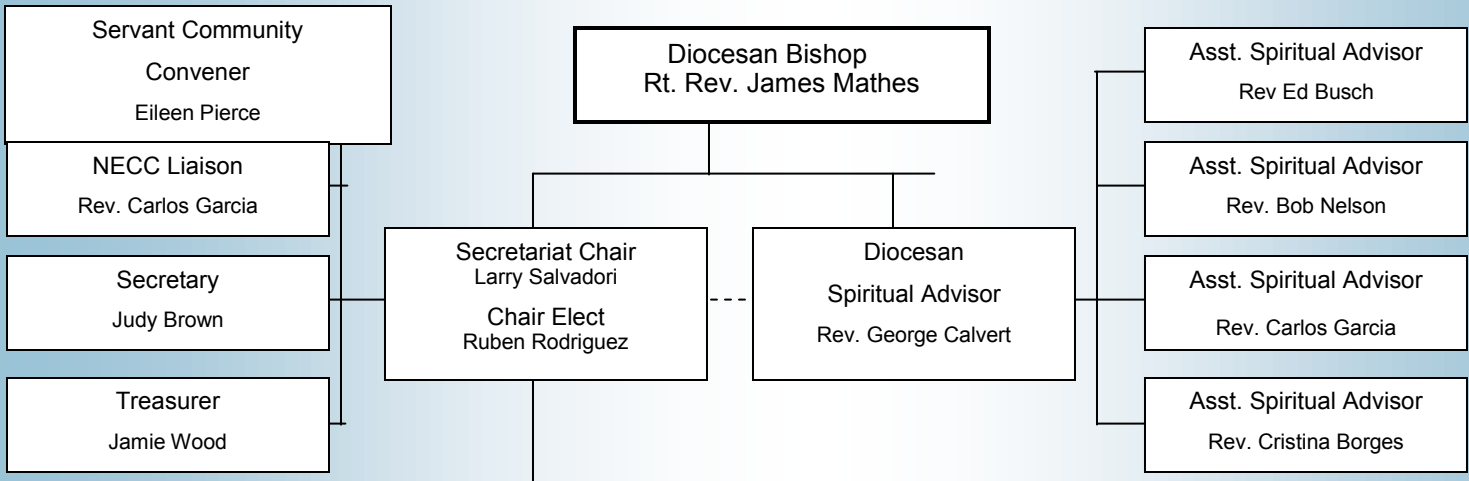 Servant Community
Convener
Eileen Pierce
NECC Liaison
Rev. Carlos Garcia
Secretary
Judy Brown
Treasurer
Jamie Wood
Diocesan Bishop
Rt. Rev. James Mathes
Secretariat Chair
Larry Salvadori
Chair Elect
Ruben Rodriguez
Diocesan
Spiritual Advisor
Rev. George Calvert
Asst. Spiritual Advisor
Rev Ed Busch
Asst. Spiritual Advisor
Rev. Bob Nelson
Asst. Spiritual Advisor
Rev. Carlos Garcia
Asst. Spiritual Advisor
Rev. Cristina Borges